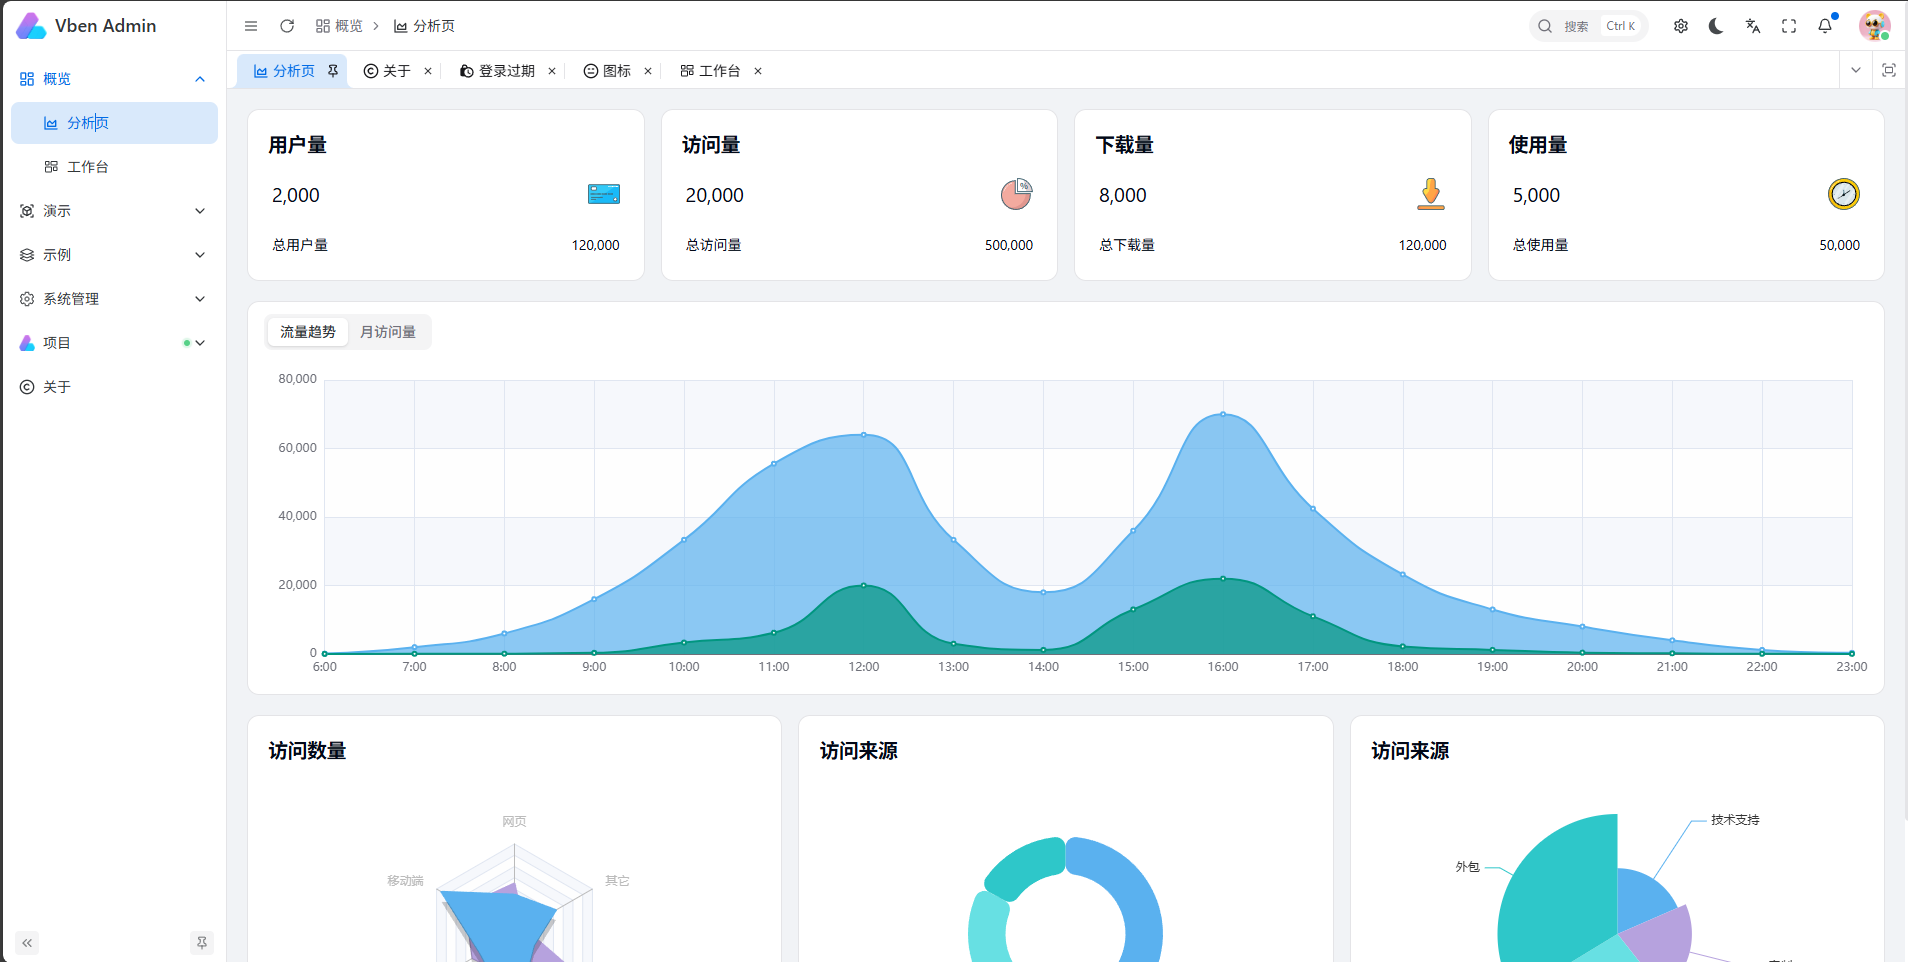 Vben Admin
概览
分析页
工作台
演示
示例
系统管理
项目
关于
概览
分析页
搜索
Ctrl K
分析页
关于
登录过期
图标
工作台
用户量
2,000
总用户量
120,000
访问量
%
20,000
总访问量
500,000
下载量
8,000
总下载量
120,000
使用量
5,000
总使用量
50,000
流量趋势
月访问量
80,000
60,000
40,000
20,000
0
6:00
7:00
8:00
9:00
10:00
11:00
12:00
13:00
14:00
15:00
16:00
17:00
18:00
19:00
20:00
21:00
22:00
23:00
访问数量
网页
移动端
其它
访问来源
访问来源
技术支持
外包